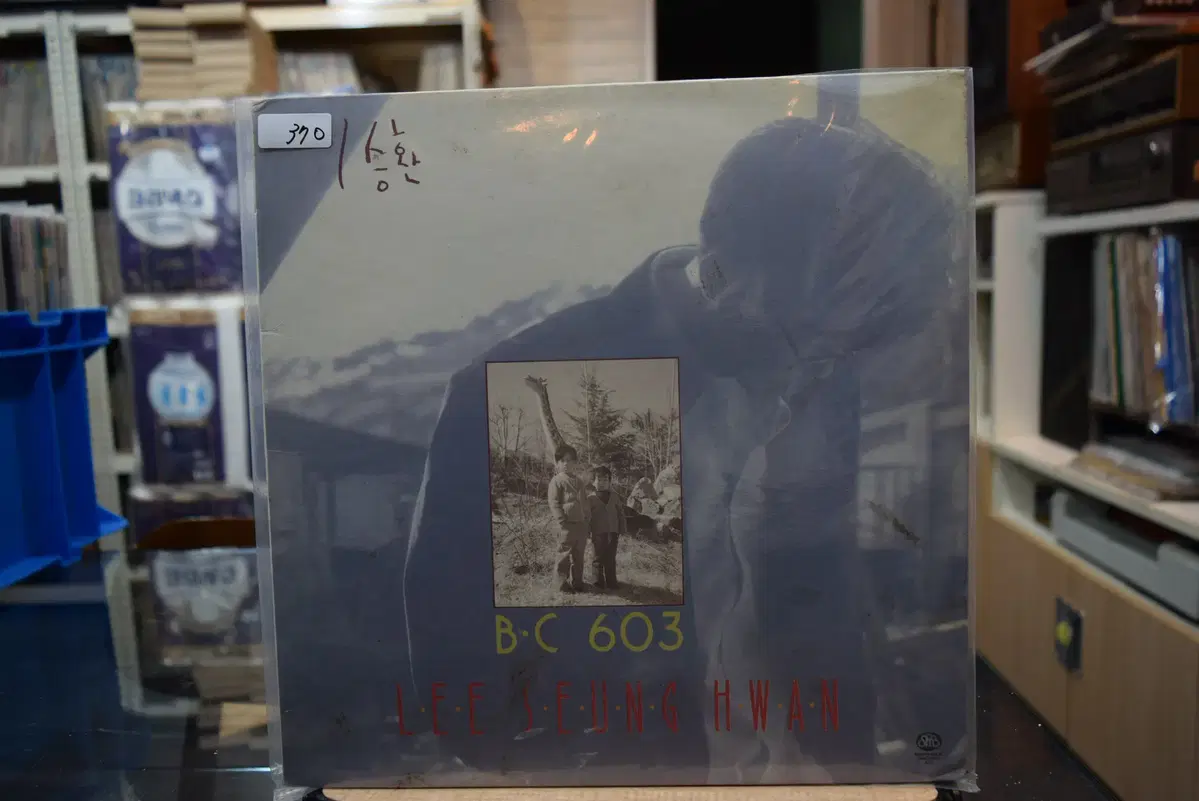 370
이승환
B·C 603
L·E·E S·E·U·N·G H·W·A·N